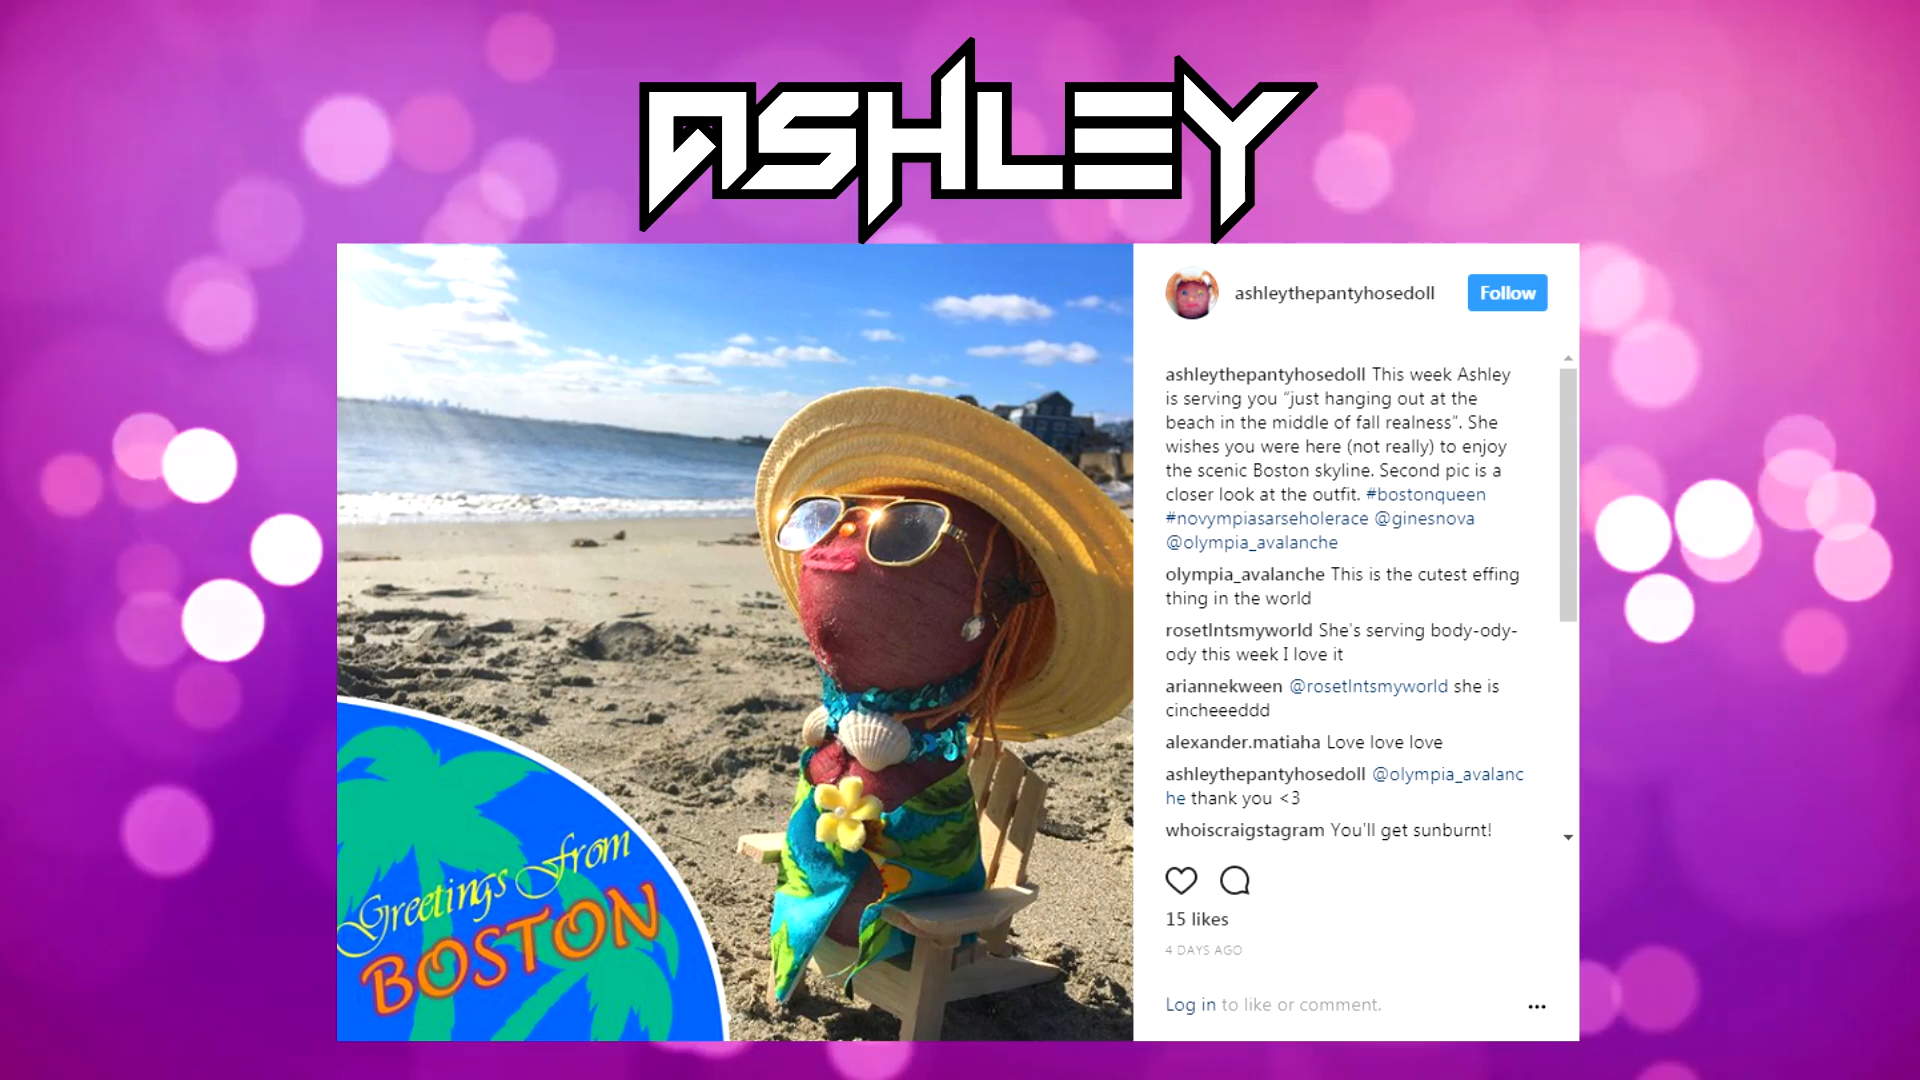 ASHLEY
Greetings From
BOSTON
ashleythepantyhosedoll
Follow
ashleythepantyhosedoll This week Ashley
is serving you “just hanging out at the
beach in the middle of fall realness”. She
wishes you were here (not really) to enjoy
the scenic Boston skyline. Second pic is a
closer look at the outfit. #bostonqueen
#novympiasarseholerace @ginesnova
@olympia_avalanche
olympia_avalanche This is the cutest effing
thing in the world
rosetintsmyworld She's serving body-ody-
ody this week I love it
ariannekween @rosetintsmyworld she is
cincheeeddd
alexander.matiaha Love love love
ashleythepantyhosedoll @olympia_avalanc
he thank you <3
whoiscraigstagram You'll get sunburnt!
15 likes
4 DAYS AGO
Log in to like or comment.